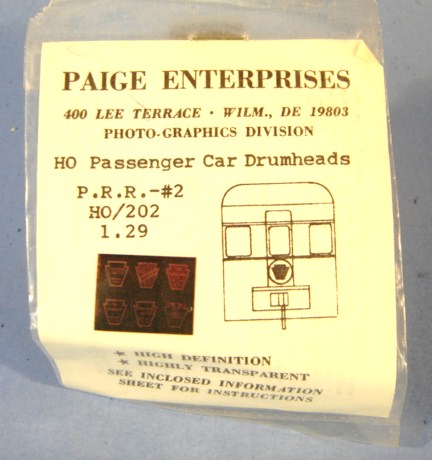 PAIGE ENTERPRISES
400 LEE TERRACE · WILM., DE 19803
PHOTO-GRAPHICS DIVISION
HO Passenger Car Drumheads
P.R.R.-#2
HO/202
1.29
★ HIGH DEFINITION
★ HIGHLY TRANSPARENT
SEE INCLOSED INFORMATION
SHEET FOR INSTRUCTIONS